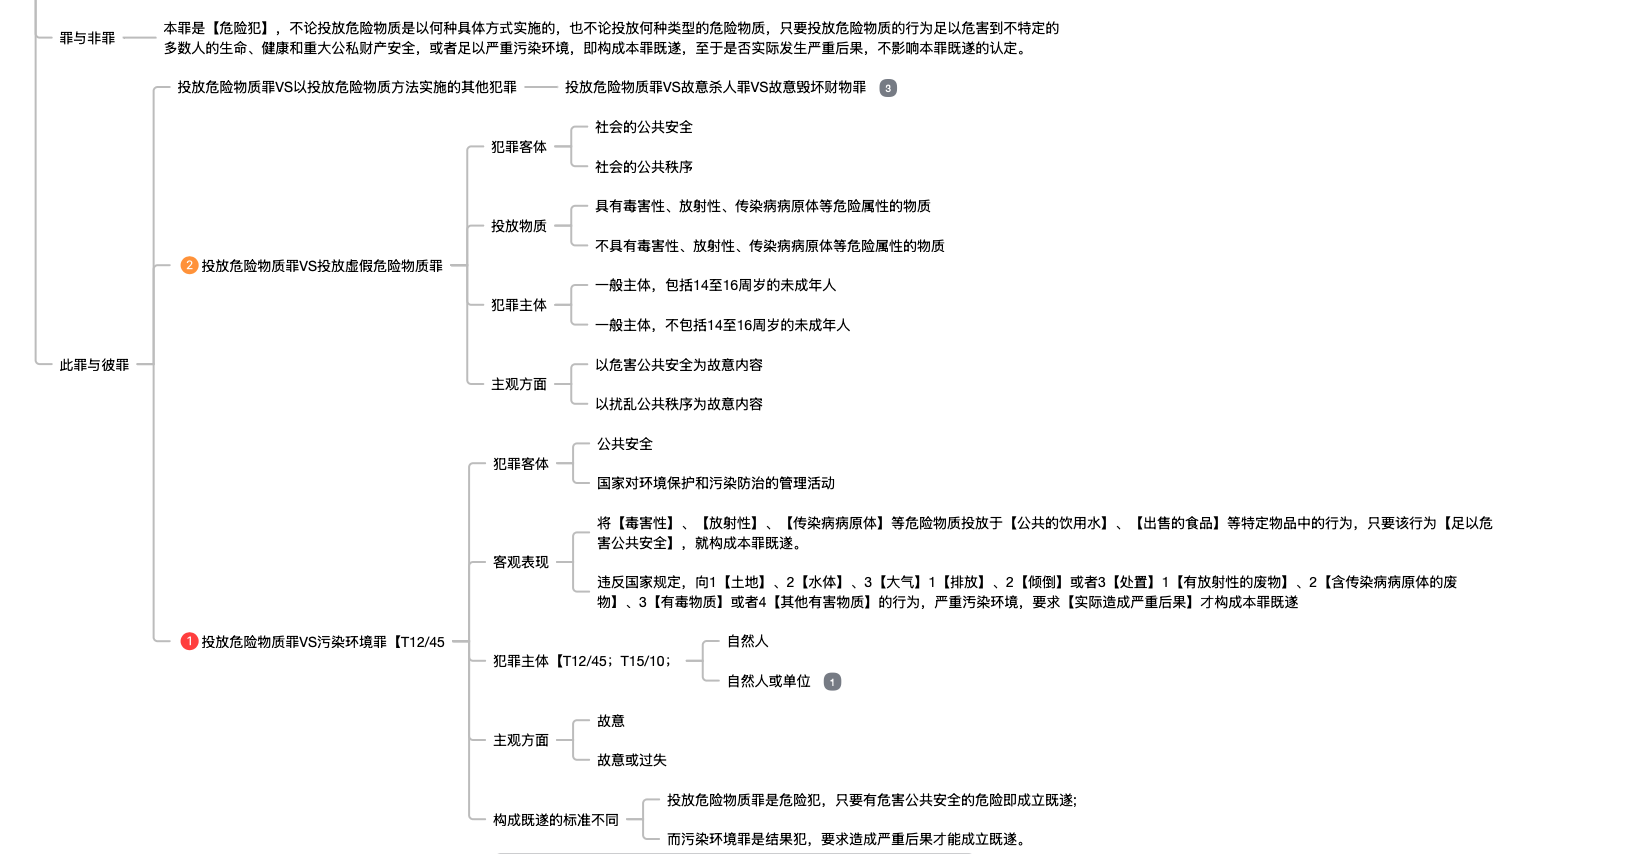 罪与非罪
本罪是【危险犯】，不论投放危险物质是以何种具体方式实施的，也不论投放何种类型的危险物质，只要投放危险物质的行为足以危害到不特定的
多数人的生命、健康和重大公私财产安全，或者足以严重污染环境，即构成本罪既遂，至于是否实际发生严重后果，不影响本罪既遂的认定。
投放危险物质罪VS以投放危险物质方法实施的其他犯罪
投放危险物质罪VS故意杀人罪VS故意毁坏财物罪
3
社会的公共安全
犯罪客体
社会的公共秩序
具有毒害性、放射性、传染病病原体等危险属性的物质
投放物质
不具有毒害性、放射性、传染病病原体等危险属性的物质
2 投放危险物质罪VS投放虚假危险物质罪
一般主体，包括14至16周岁的未成年人
犯罪主体
一般主体，不包括14至16周岁的未成年人
此罪与彼罪
以危害公共安全为故意内容
主观方面
以扰乱公共秩序为故意内容
公共安全
犯罪客体
国家对环境保护和污染防治的管理活动
将【毒害性】、【放射性】、【传染病病原体】等危险物质投放于【公共的饮用水】、【出售的食品】等特定物品中的行为，只要该行为【足以危
害公共安全】，就构成本罪既遂。
客观表现
违反国家规定，向1【土地】、2【水体】、3【大气】1【排放】、2【倾倒】或者3【处置】1【有放射性的废物】、2【含传染病病原体的废
物】、3【有毒物质】或者4【其他有害物质】的行为，严重污染环境，要求【实际造成严重后果】才构成本罪既遂
1 投放危险物质罪VS污染环境罪【T12/45
自然人
犯罪主体【T12/45；T15/10；
自然人或单位
1
故意
主观方面
故意或过失
投放危险物质罪是危险犯，只要有危害公共安全的危险即成立既遂;
构成既遂的标准不同
而污染环境罪是结果犯，要求造成严重后果才能成立既遂。